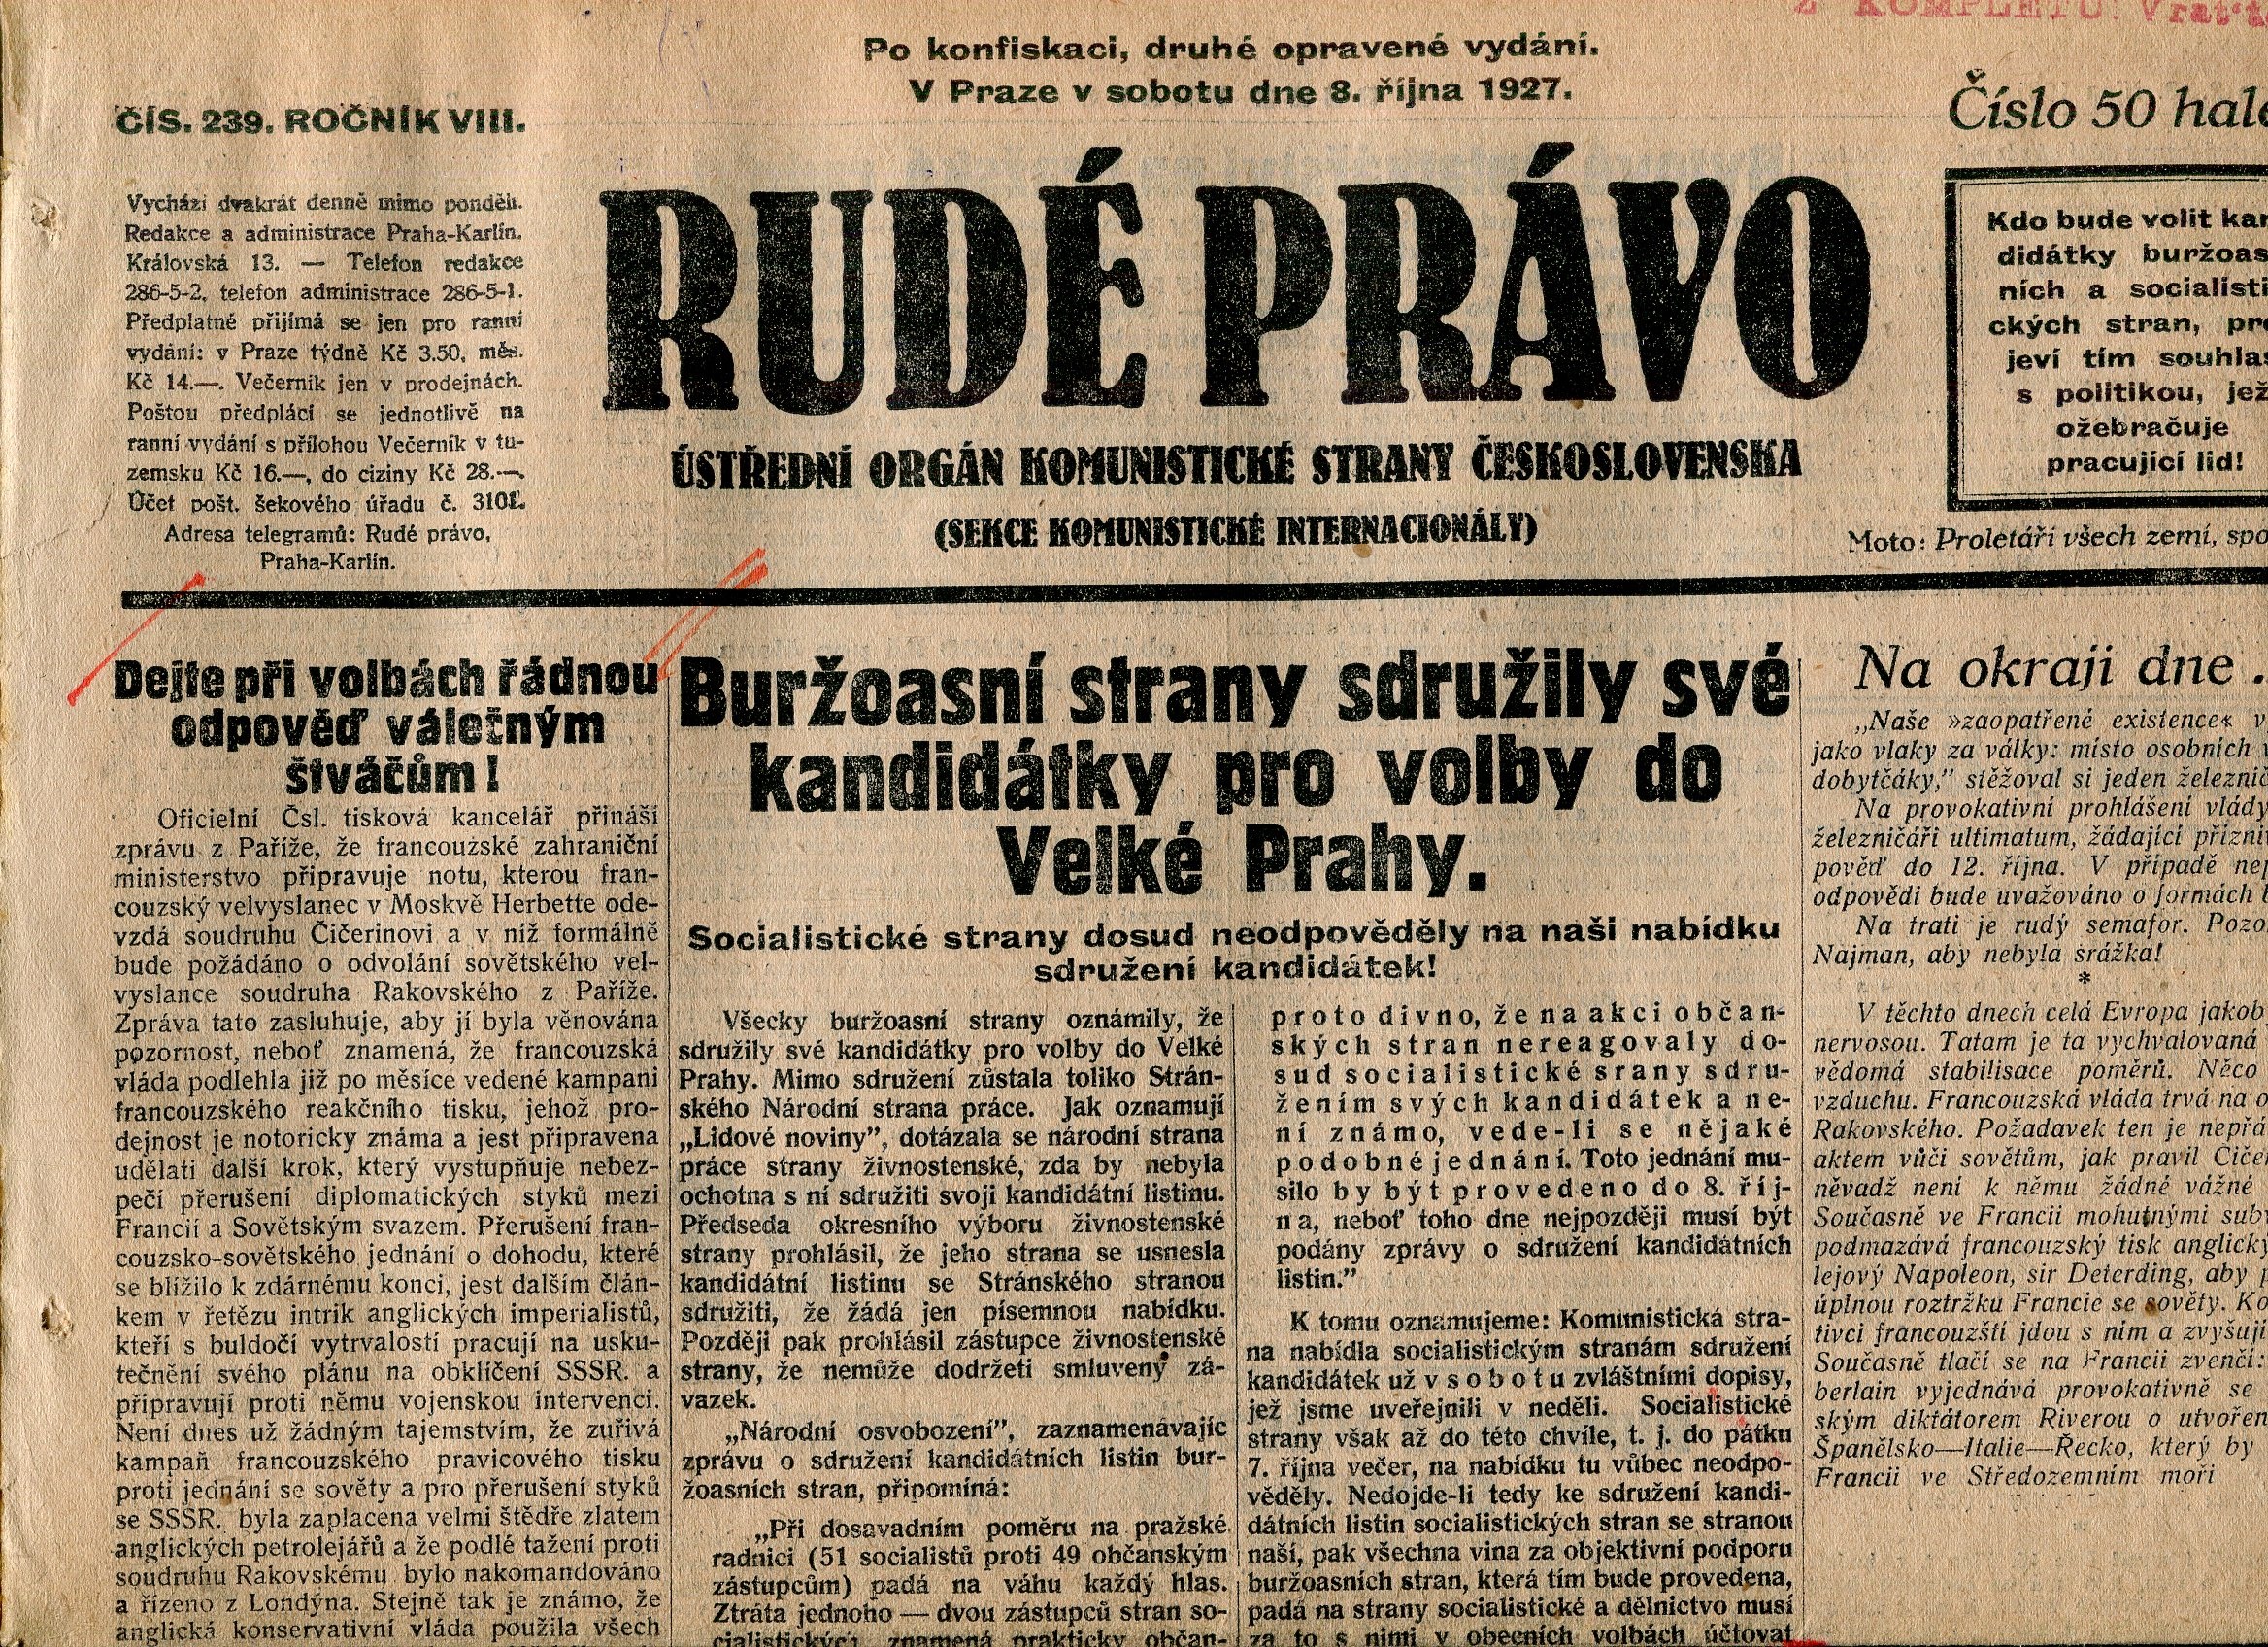 Z KOMPLETU! Vrať't
Po konfiskaci, druhé opravené vydání.
V Praze v sobotu dne 8. října 1927.
ČÍS. 239. ROČNÍK VIII.
Číslo 50 hal
Vychází dvakrát denně mimo ponděli.
Redakce a administrace Praha-Karlín.
Královská 13. — Telefon redakce
286-5-2, telefon administrace 286-5-1.
Předplatné přijímá se jen pro ranní
vydání: v Praze týdně Kč 3.50, měs.
Kč 14.—. Večerník jen v prodejnách.
Poštou předplácí se jednotlivě na
ranní vydání s přílohou Večerník v tu-
zemsku Kč 16.—, do ciziny Kč 28.—.
Účet pošt. šekového úřadu č. 3101.
Adresa telegramů: Rudé právo,
Praha-Karlín.
RUDÉ PRÁVO
ÚSTŘEDNÍ ORGÁN KOMUNISTICKÉ STRANY ČESKOSLOVENSKA
(SEKCE KOMUNISTICKÉ INTERNACIONÁLY)
Kdo bude volit kan
didátky buržoas
ních a socialisti
ckých stran, pro
jeví tím souhlas
s politikou, jež
ožebračuje
pracující lid!
Moto: Proletáři všech zemí, spo
Dejte při volbách řádnou
odpověď válečným
štváčům!
Oficielní Čsl. tisková kancelář přináší
zprávu z Paříže, že francouzské zahraniční
ministerstvo připravuje notu, kterou fran-
couzský velvyslanec v Moskvě Herbette ode-
vzdá soudruhu Čičerinovi a v níž formálně
bude požádáno o odvolání sovětského vel-
vyslance soudruha Rakovského z Paříže.
Zpráva tato zasluhuje, aby jí byla věnována
pozornost, neboť znamená, že francouzská
vláda podlehla již po měsíce vedené kampani
francouzského reakčního tisku, jehož pro-
dejnost je notoricky známa a jest připravena
udělati další krok, který vystupňuje nebez-
pečí přerušení diplomatických styků mezi
Francií a Sovětským svazem. Přerušení fran-
couzsko-sovětského jednání o dohodu, které
se blížilo k zdárnému konci, jest dalším člán-
kem v řetězu intrik anglických imperialistů,
kteří s buldočí vytrvalostí pracují na usku-
tečnění svého plánu na obklíčení SSSR. a
připravují proti němu vojenskou intervenci.
Není dnes už žádným tajemstvím, že zuřivá
kampaň francouzského pravicového tisku
proti jednání se sověty a pro přerušení styků
se SSSR. byla zaplacena velmi štědře zlatem
anglických petrolejářů a že podlé tažení proti
soudruhu Rakovskému bylo nakomandováno
a řízeno z Londýna. Stejně tak je známo, že
anglická konservativní vláda použila všech
Buržoasní strany sdružily své
kandidátky pro volby do
Velké Prahy.
Socialistické strany dosud neodpověděly na naši nabídku
sdružení kandidátek!
Všecky buržoasní strany oznámily, že
sdružily své kandidátky pro volby do Velké
Prahy. Mimo sdružení zůstala toliko Strán-
ského Národní strana práce. Jak oznamují
„Lidové noviny”, dotázala se národní strana
práce strany živnostenské, zda by nebyla
ochotna s ní sdružiti svoji kandidátní listinu.
Předseda okresního výboru živnostenské
strany prohlásil, že jeho strana se usnesla
kandidátní listinu se Stránského stranou
sdružiti, že žádá jen písemnou nabídku.
Později pak prohlásil zástupce živnostenské
strany, že nemůže dodržeti smluvený zá-
vazek.
„Národní osvobození”, zaznamenávajíc
zprávu o sdružení kandidátních listin bur-
žoasních stran, připomíná:
„Při dosavadním poměru na pražské
radnici (51 socialistů proti 49 občanským
zástupcům) padá na váhu každý hlas.
Ztráta jednoho — dvou zástupců stran so-
cialistických znamená prakticky občan-
proto divno, že na akci občan-
ských stran nereagovaly do-
sud socialistické srany sdru-
žením svých kandidátek a ne-
ní známo, vede-li se nějaké
podobné jednání. Toto jednání mu-
silo by být provedeno do 8. říj-
na, neboť toho dne nejpozději musí být
podány zprávy o sdružení kandidátních
listin.”
K tomu oznamujeme: Komunistická stra-
na nabídla socialistickým stranám sdružení
kandidátek už v sobotu zvláštními dopisy,
jež jsme uveřejnili v neděli. Socialistické
strany však až do této chvíle, t. j. do pátku
7. října večer, na nabídku tu vůbec neodpo-
věděly. Nedojde-li tedy ke sdružení kandi-
dátních listin socialistických stran se stranou
naší, pak všechna vina za objektivní podporu
buržoasních stran, která tím bude provedena,
padá na strany socialistické a dělnictvo musí
za to s nimi v obecních volbách účtovat
Na okraji dne .
„Naše »zaopatřené existence« v
jako vlaky za války: místo osobních v
dobytčáky,” stěžoval si jeden železnič
Na provokativní prohlášení vlády
železničáři ultimatum, žádající přízni
pověď do 12. října. V případě nep
odpovědi bude uvažováno o formách b
Na trati je rudý semafor. Pozo
Najman, aby nebyla srážka!
*
V těchto dnech celá Evropa jakob
nervosou. Tatam je ta vychvalovaná
vědomá stabilisace poměrů. Něco
vzduchu. Francouzská vláda trvá na o
Rakovského. Požadavek ten je nepřá
aktem vůči sovětům, jak pravil Čiče
něvadž není k němu žádné vážné
Současně ve Francii mohutnými subv
podmazává francouzský tisk anglický
lejový Napoleon, sir Deterding, aby p
úplnou roztržku Francie se sověty. Ko
tivci francouzští jdou s ním a zvyšují
Současně tlačí se na Francii zvenčí:
berlain vyjednává provokativně se
ským diktátorem Riverou o utvořen
Španělsko—Italie—Řecko, který by
Francii ve Středozemním moři